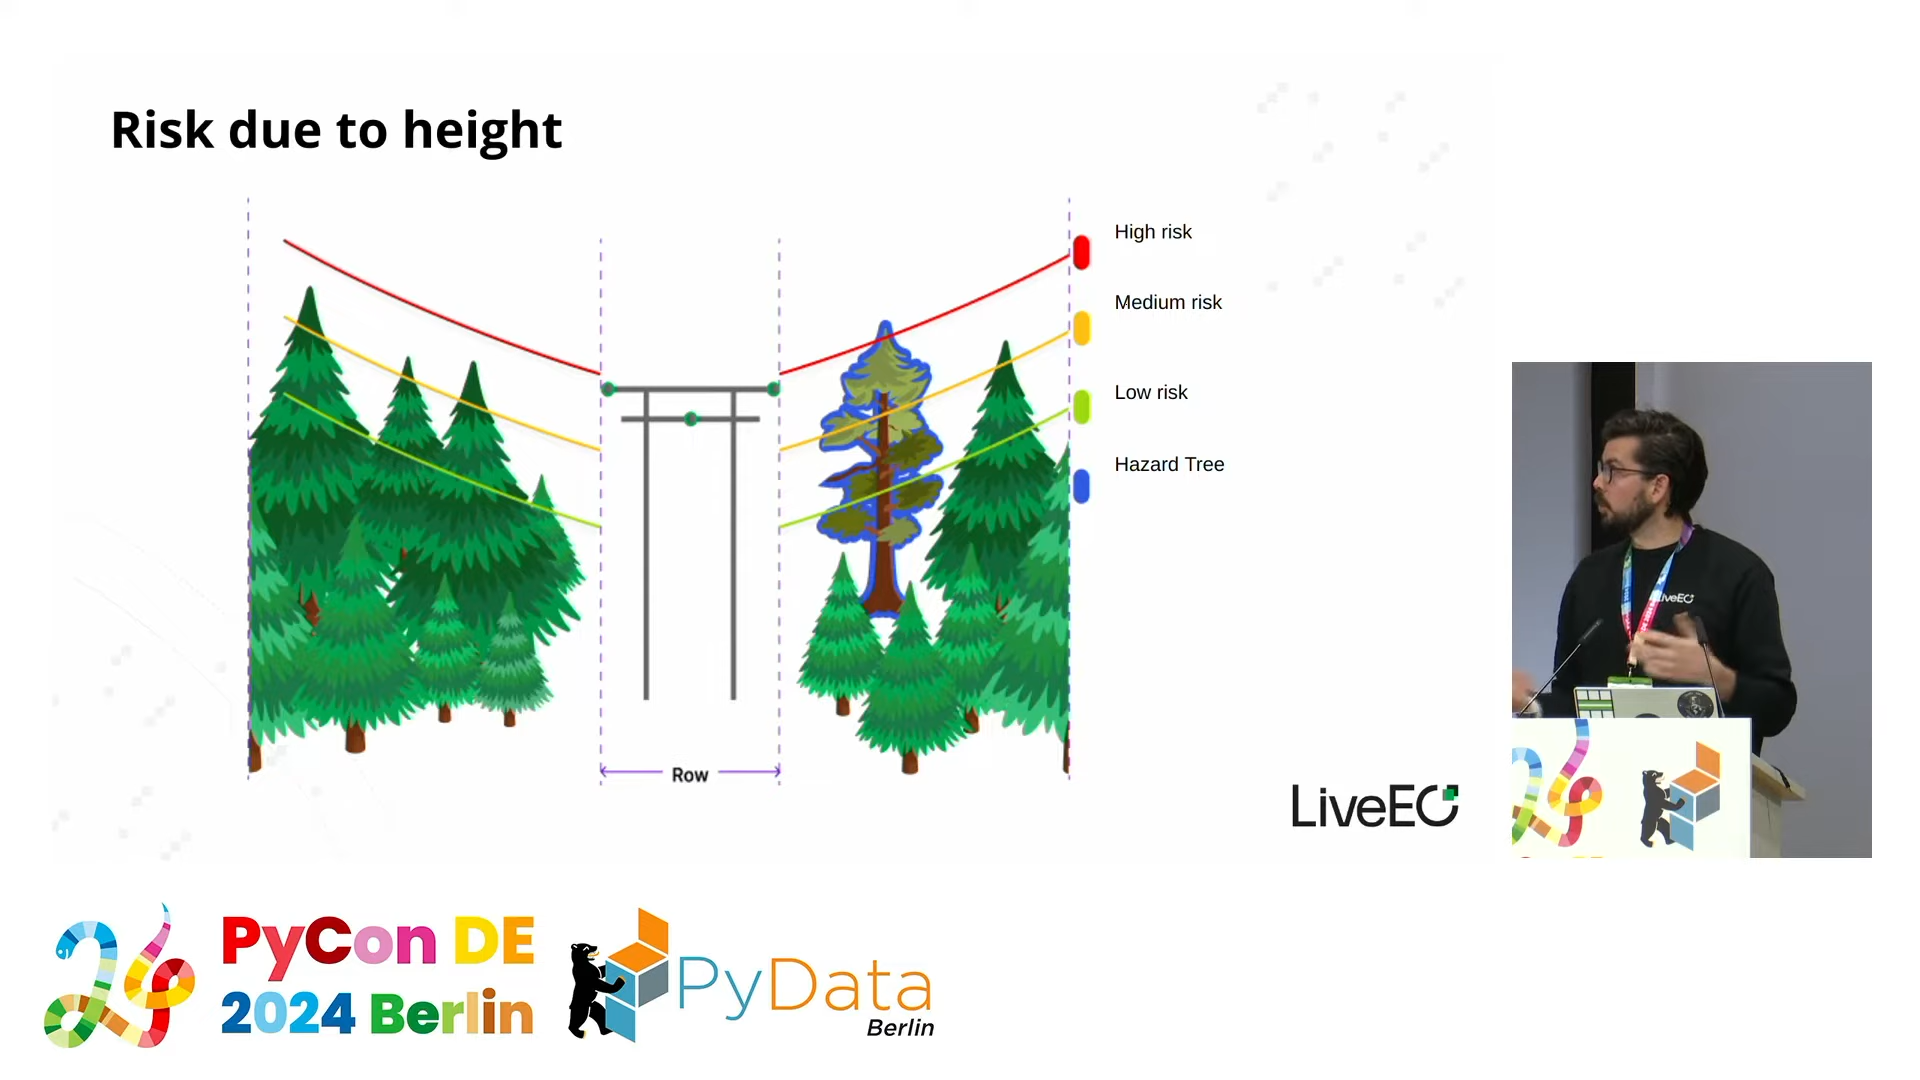 Risk due to height
High risk
Medium risk
Low risk
Hazard Tree
Row
LiveEO
LiveEO
PyCon DE
2024 Berlin
PyData
Berlin